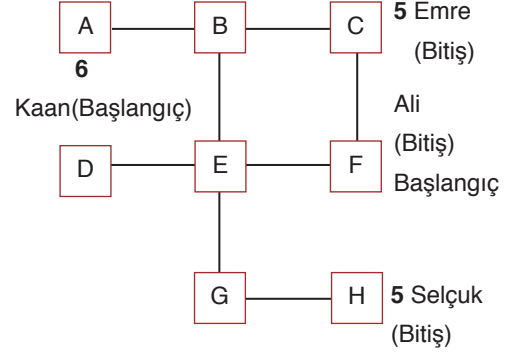 A B C 5 Emre
(Bitiş)
6
Kaan(Başlangıç)
Ali
(Bitiş)
D E F Başlangıç
G H 5 Selçuk
(Bitiş)